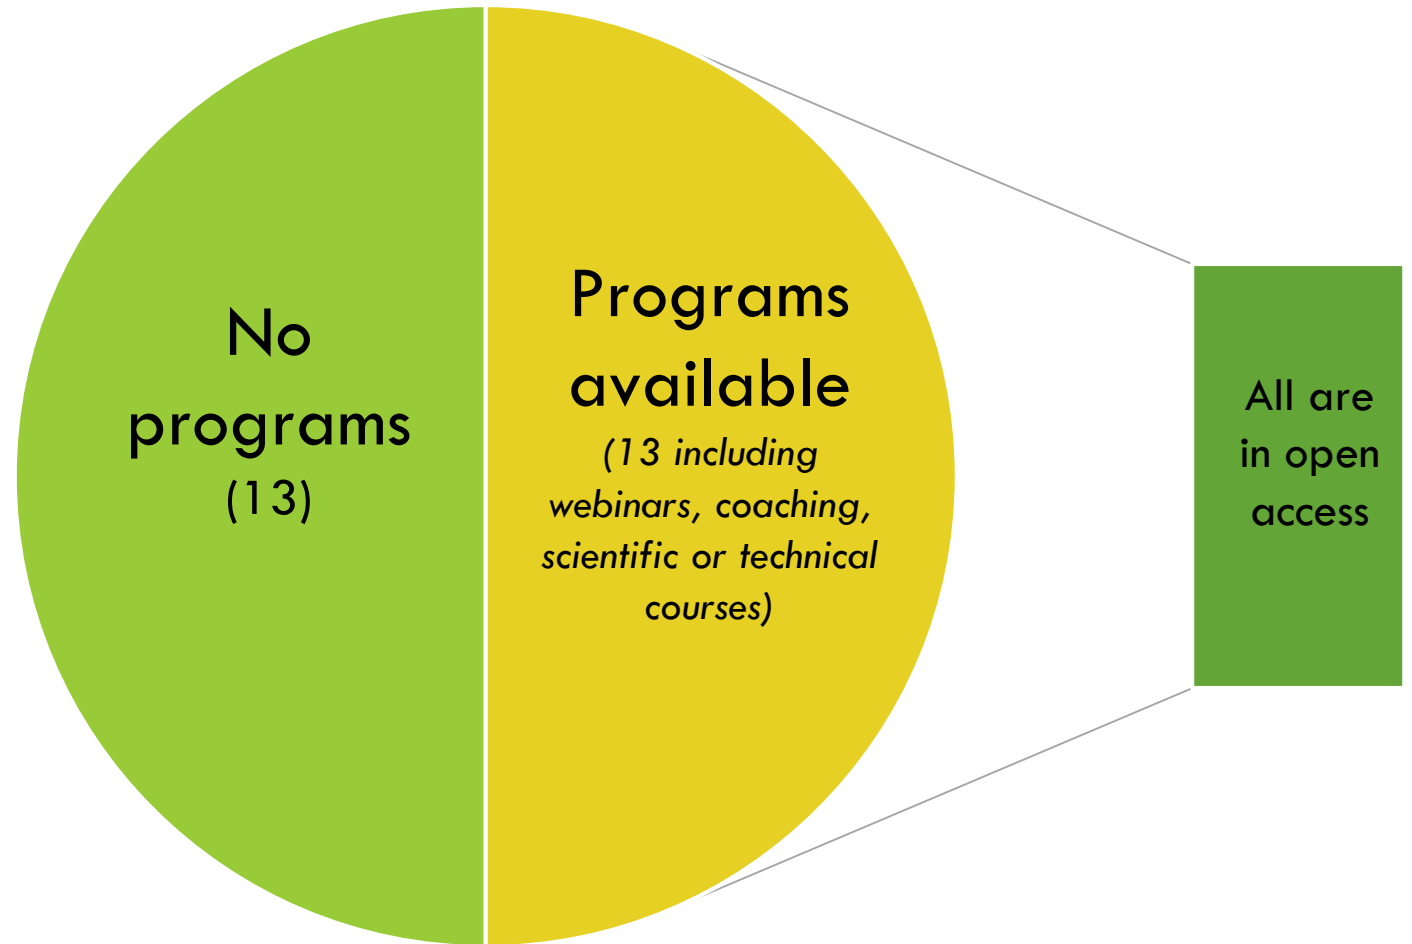 No
programs
(13)
Programs
available
(13 including
webinars, coaching,
scientific or technical
courses)
All are
in open
access